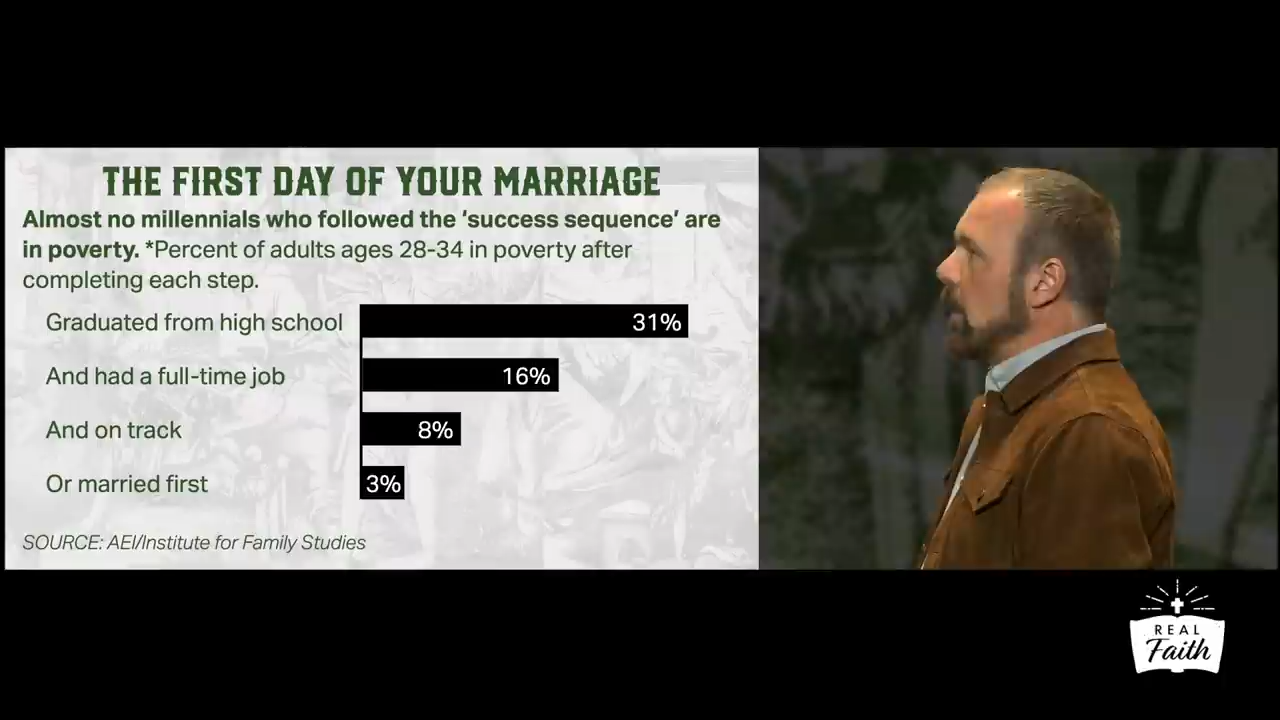 THE FIRST DAY OF YOUR MARRIAGE
Almost no millennials who followed the ‘success sequence’ are
in poverty. *Percent of adults ages 28-34 in poverty after
completing each step.
Graduated from high school 31%
And had a full-time job 16%
And on track 8%
Or married first 3%
SOURCE: AEI/Institute for Family Studies
REAL
Faith